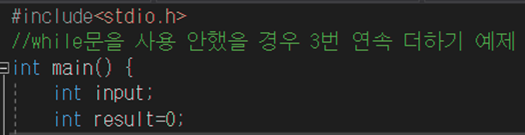 #include<stdio.h>
//while문을 사용 안했을 경우 3번 연속 더하기 예제
int main() {
int input;
int result=0;